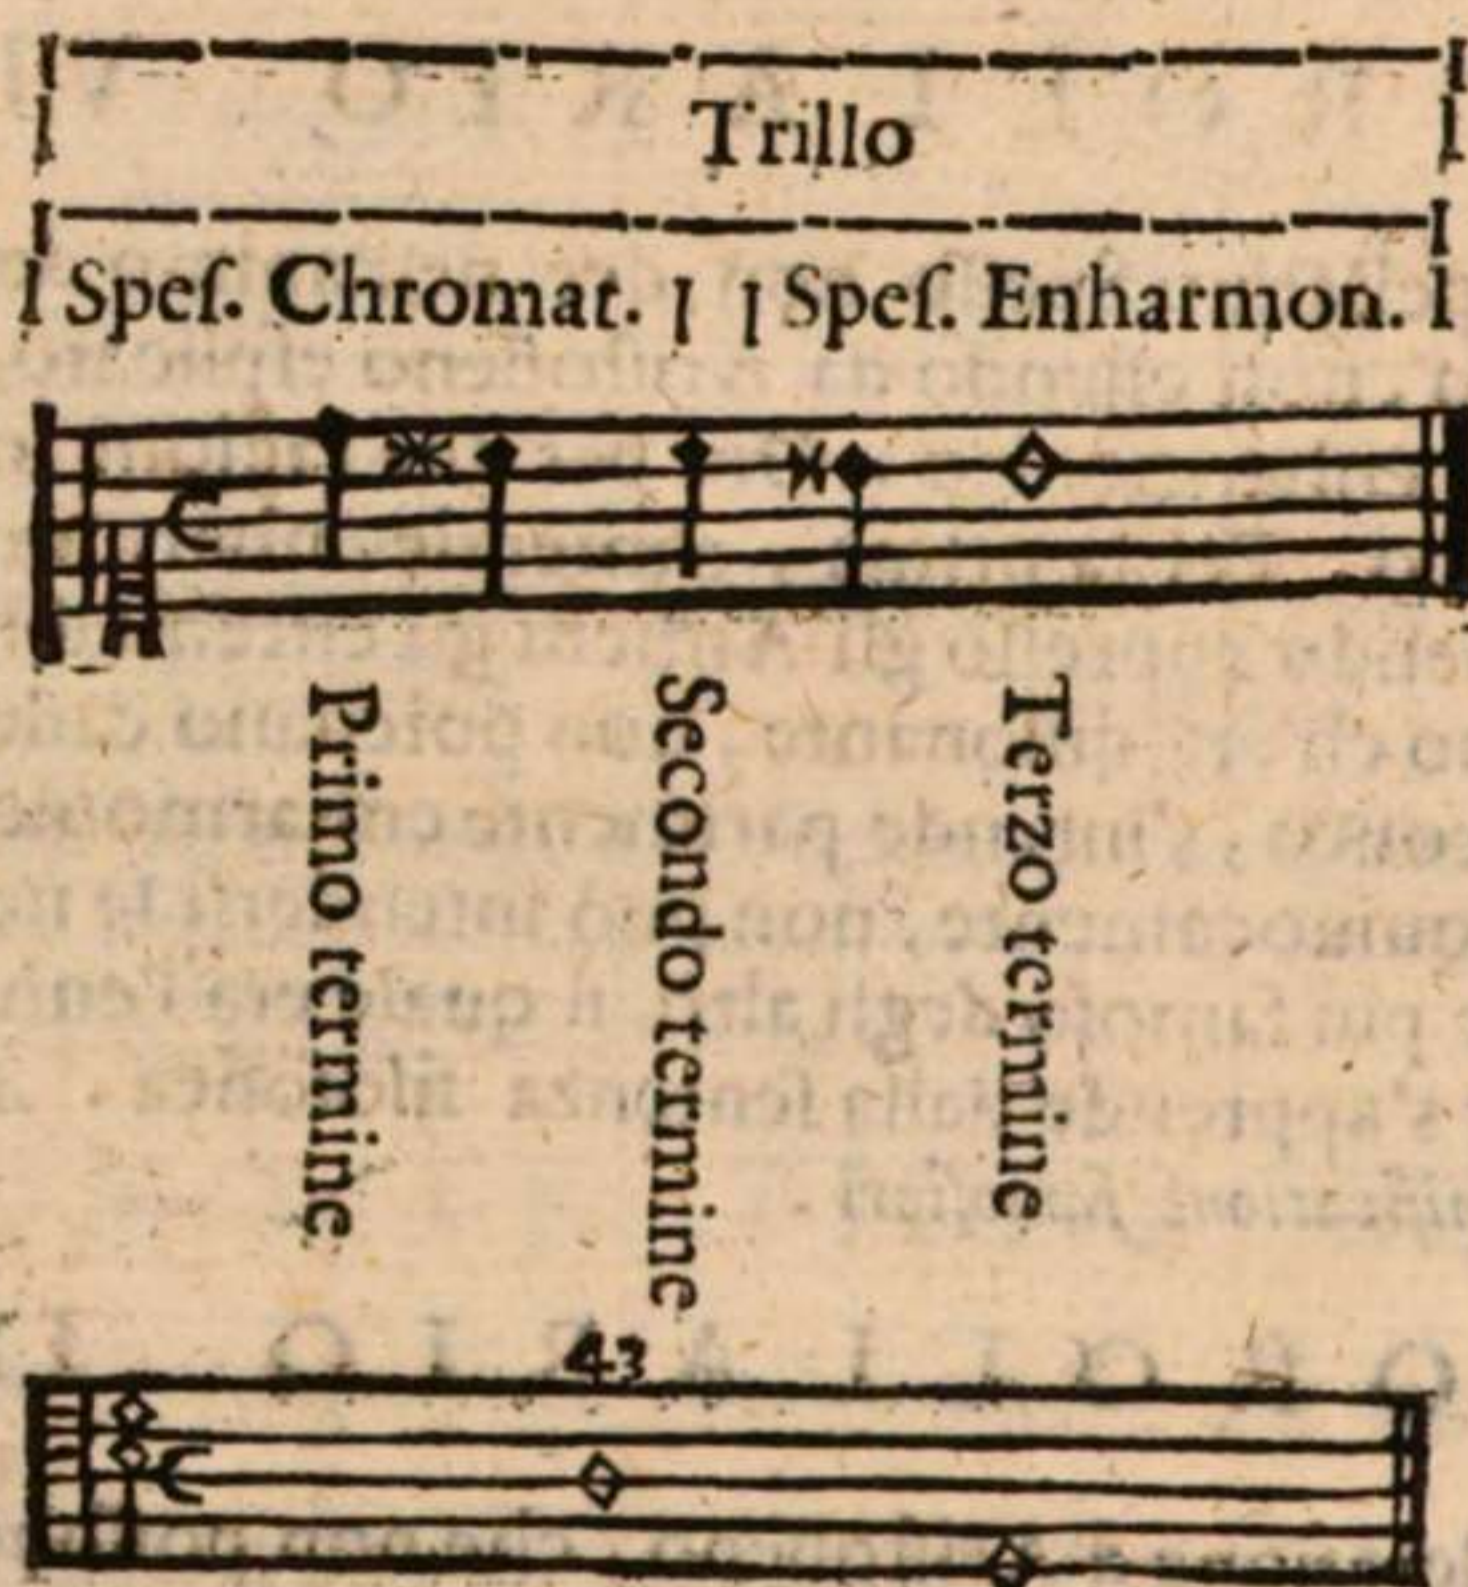 Trillo
Speſ. Chromat. Speſ. Enharmon.
Primo termine
Secondo termine
Terzo termine
43